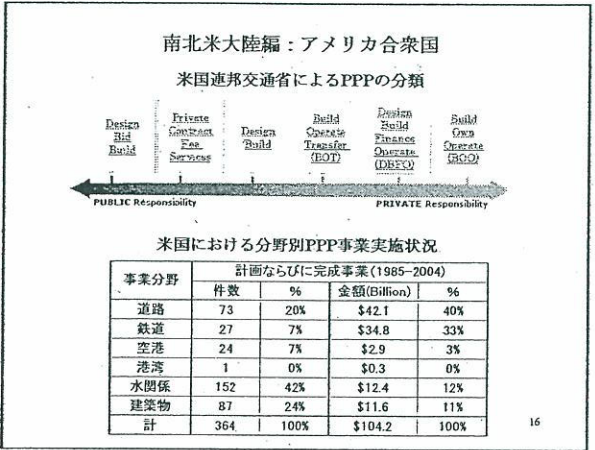 南北米大陸編:アメリカ合衆国
米国連邦交通省によるPPPの分類
Design
Bid
Build
Private
Contract
Fee
Services
Design
Build
Build
Operate
Transfer
(BOT)
Design
Build
Finance
Operate
(DBFO)
Build
Own
Operate
(BOO)
PUBLIC Responsibility
PRIVATE Responsibility
米国における分野別PPP事業実施状況
事業分野 計画ならびに完成事業(1985-2004)
件数 % 金額(Billion) %
道路 73 20% $42.1 40%
鉄道 27 7% $34.8 33%
空港 24 7% $2.9 3%
港湾 1 0% $0.3 0%
水関係 152 42% $12.4 12%
建築物 87 24% $11.6 11%
計 364 100% $104.2 100%
16